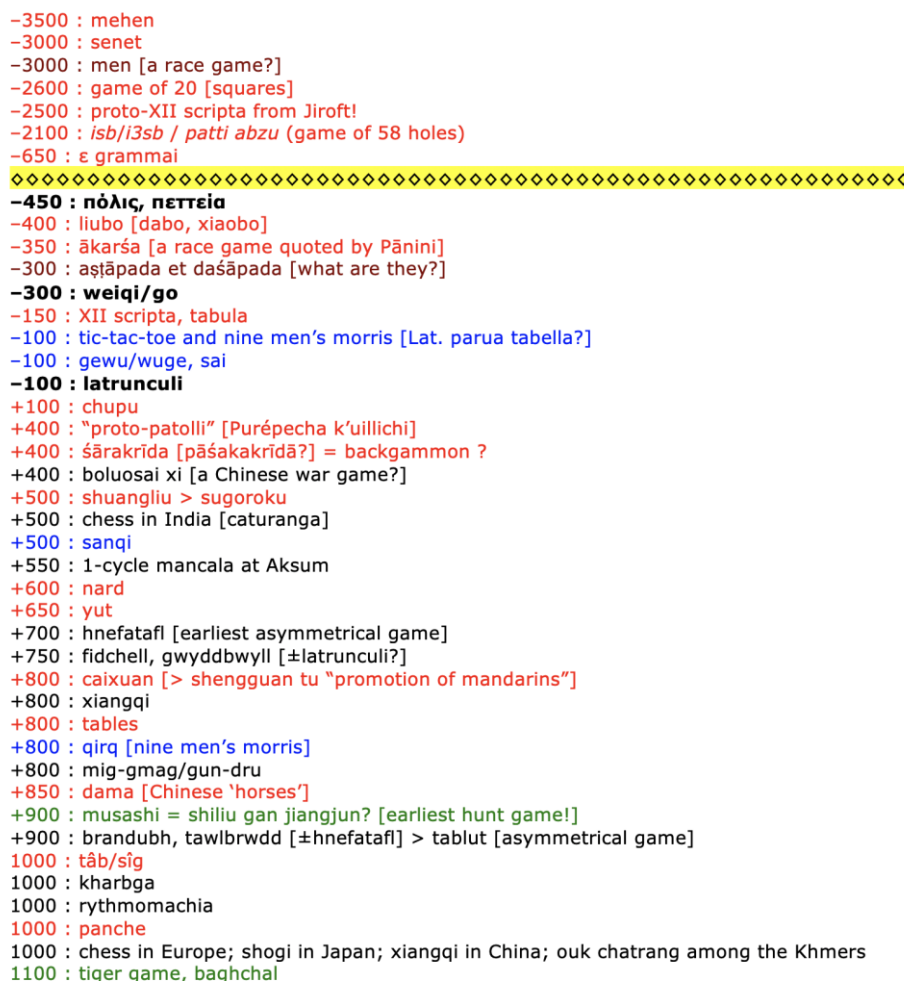 –3500 : mehen
–3000 : senet
–3000 : men [a race game?]
–2600 : game of 20 [squares]
–2500 : proto-XII scripta from Jiroft!
–2100 : isb/i3sb / patti abzu (game of 58 holes)
–650 : ε grammai
◇◇◇◇◇◇◇◇◇◇◇◇◇◇◇◇◇◇◇◇◇◇◇◇◇◇◇◇◇◇◇◇◇◇◇◇◇◇◇◇◇◇◇◇◇◇◇◇◇◇◇◇◇◇◇◇◇◇◇◇◇
–450 : πόλις, πεττεία
–400 : liubo [dabo, xiaobo]
–350 : ākarśa [a race game quoted by Pānini]
–300 : aṣṭāpada et daśāpada [what are they?]
–300 : weiqi/go
–150 : XII scripta, tabula
–100 : tic-tac-toe and nine men’s morris [Lat. parua tabella?]
–100 : gewu/wuge, sai
–100 : latrunculi
+100 : chupu
+400 : “proto-patolli” [Purépecha k’uillichi]
+400 : śārakrīda [pāśakakrīdā?] = backgammon ?
+400 : boluosai xi [a Chinese war game?]
+500 : shuangliu > sugoroku
+500 : chess in India [caturanga]
+500 : sanqi
+550 : 1-cycle mancala at Aksum
+600 : nard
+650 : yut
+700 : hnefatafl [earliest asymmetrical game]
+750 : fidchell, gwyddbwyll [±latrunculi?]
+800 : caixuan [> shengguan tu “promotion of mandarins”]
+800 : xiangqi
+800 : tables
+800 : qirq [nine men’s morris]
+800 : mig-gmag/gun-dru
+850 : dama [Chinese ‘horses’]
+900 : musashi = shiliu gan jiangjun? [earliest hunt game!]
+900 : brandubh, tawlbrwdd [±hnefatafl] > tablut [asymmetrical game]
1000 : tâb/sîg
1000 : kharbga
1000 : rythmomachia
1000 : panche
1000 : chess in Europe; shogi in Japan; xiangqi in China; ouk chatrang among the Khmers
1100 : tiger game, baghchal